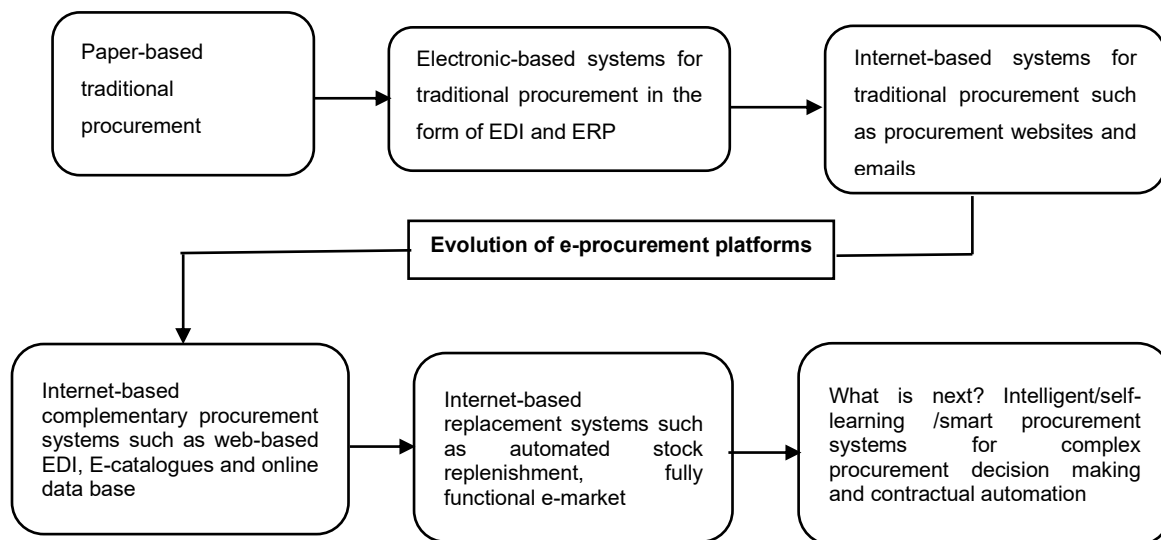 Paper-based
traditional
procurement
Electronic-based systems for
traditional procurement in the
form of EDI and ERP
Internet-based systems for
traditional procurement such
as procurement websites and
emails
Evolution of e-procurement platforms
Internet-based
complementary procurement
systems such as web-based
EDI, E-catalogues and online
data base
Internet-based
replacement systems such
as automated stock
replenishment, fully
functional e-market
What is next? Intelligent/self-
learning /smart procurement
systems for complex
procurement decision making
and contractual automation